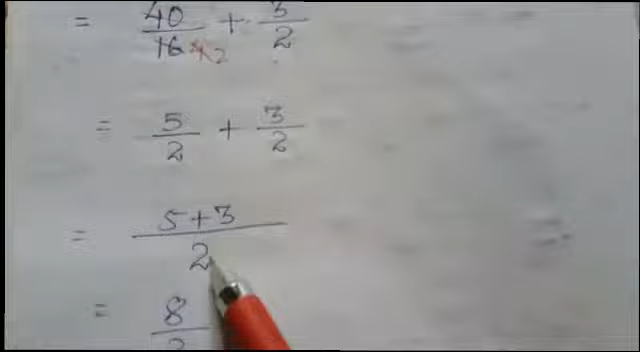 = 40/16 + 3/2
= 5/2 + 3/2
= 5+3/2
= 8/2